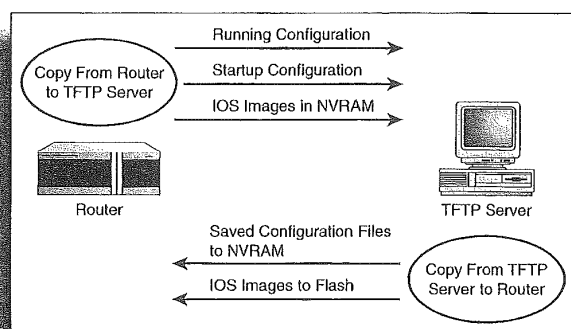 Running Configuration
Copy From Router
to TFTP Server
Startup Configuration
IOS Images in NVRAM
Router
TFTP Server
Saved Configuration Files
to NVRAM
Copy From TFTP
Server to Router
IOS Images to Flash